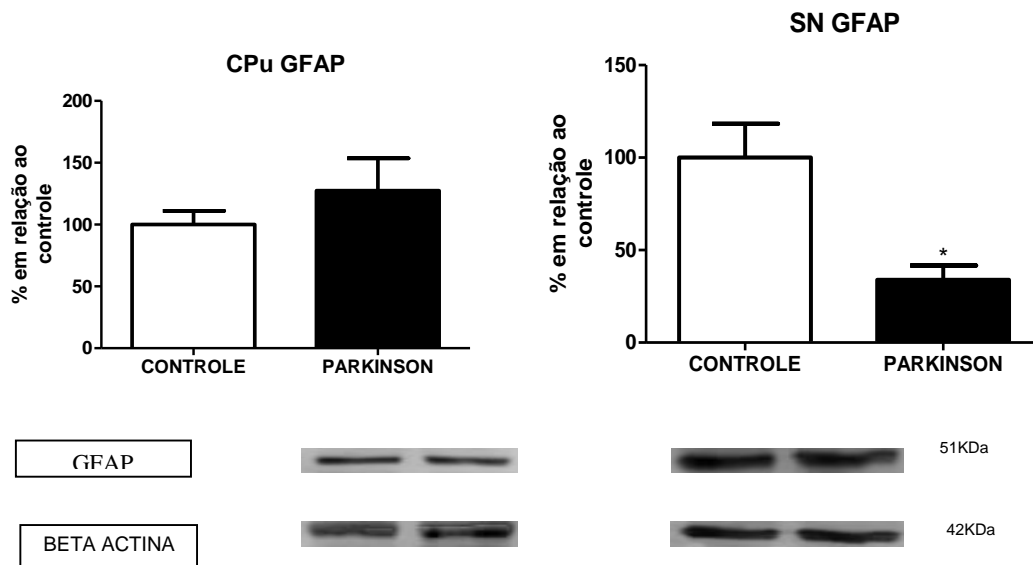 CPu GFAP
% em relação ao
controle
200
150
100
50
0
CONTROLE
PARKINSON
SN GFAP
% em relação ao
controle
150
100
50
0
*
CONTROLE
PARKINSON
GFAP
51KDa
BETA ACTINA
42KDa